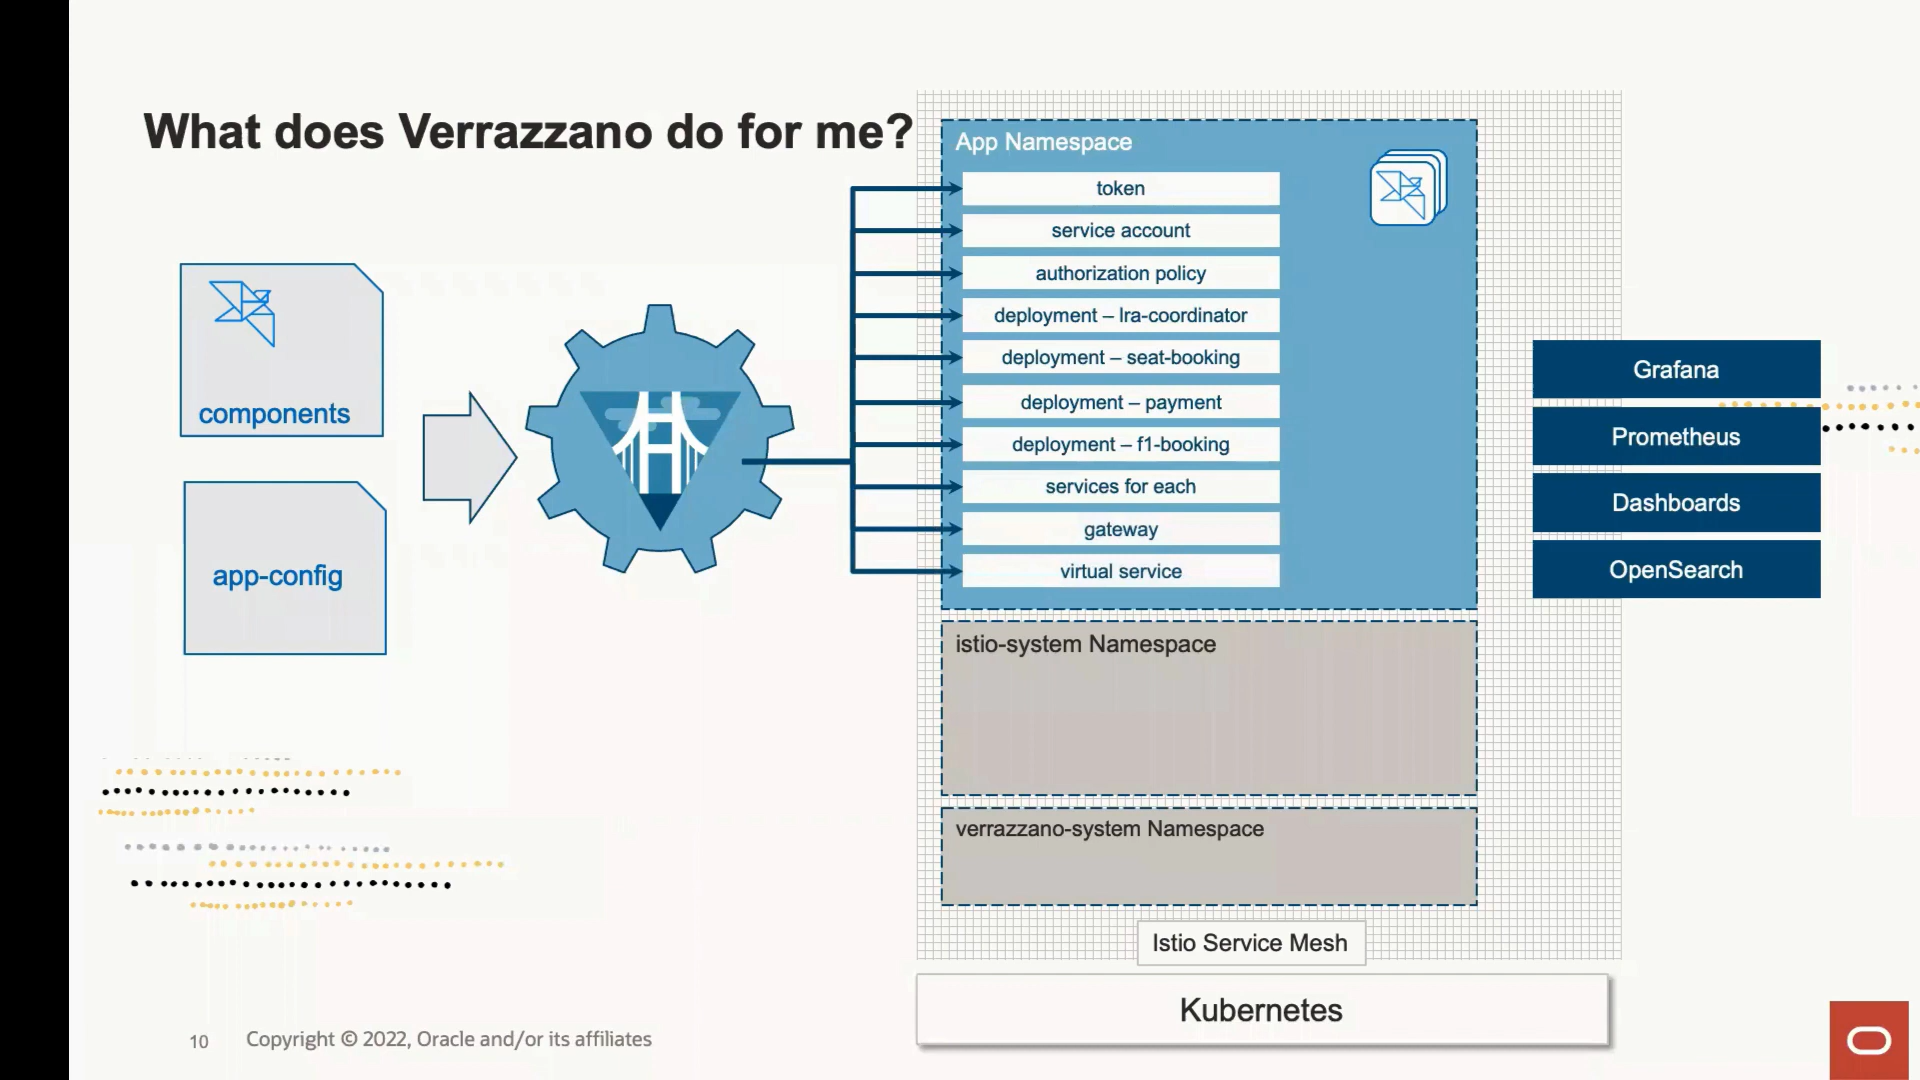 What does Verrazzano do for me?
components
app-config
App Namespace
token
service account
authorization policy
deployment – lra-coordinator
deployment – seat-booking
deployment – payment
deployment – f1-booking
services for each
gateway
virtual service
istio-system Namespace
verrazzano-system Namespace
Istio Service Mesh
Kubernetes
Grafana
Prometheus
Dashboards
OpenSearch
10 Copyright © 2022, Oracle and/or its affiliates